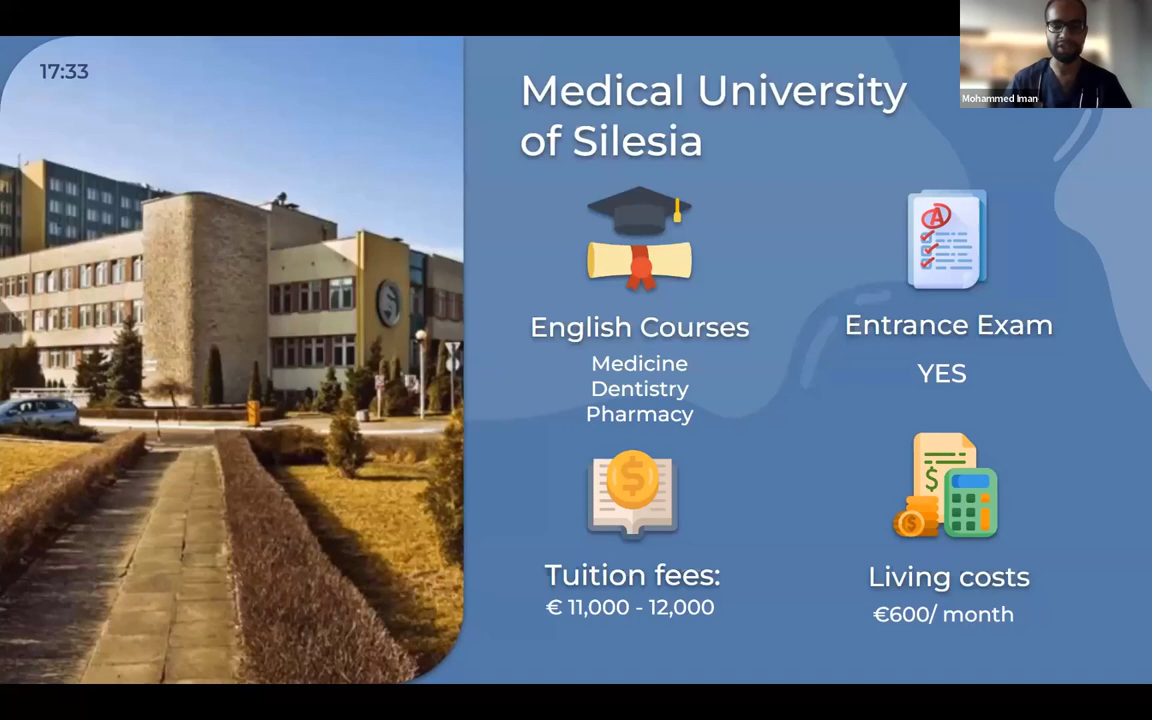 17:33
Medical University
of Silesia
Mohammed Iman
English Courses
Medicine
Dentistry
Pharmacy
A
Entrance Exam
YES
$
Tuition fees:
€ 11,000 - 12,000
$
$
Living costs
€600/ month